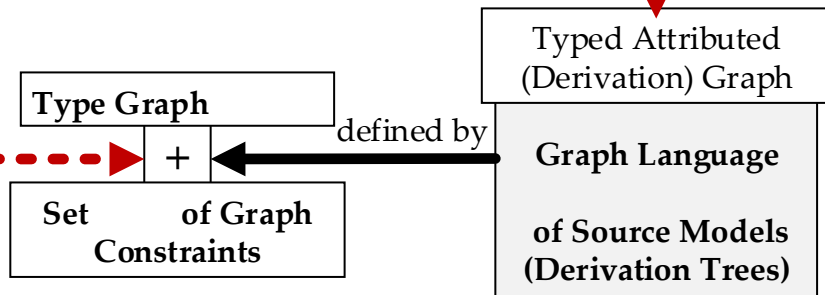 Typed Attributed
(Derivation) Graph
Type Graph
defined by
+
Graph Language
Set of Graph
Constraints
of Source Models
(Derivation Trees)